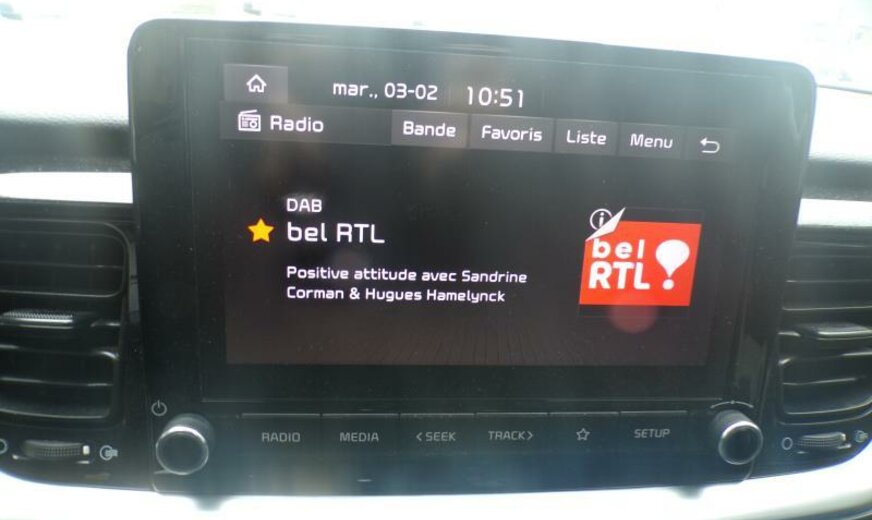 mar., 03-02 10:51
Radio Bande Favoris Liste Menu
DAB
bel RTL
Positive attitude avec Sandrine
Corman & Hugues Hamelynck
bel
RTL!
RADIO MEDIA <SEEK TRACK> SETUP